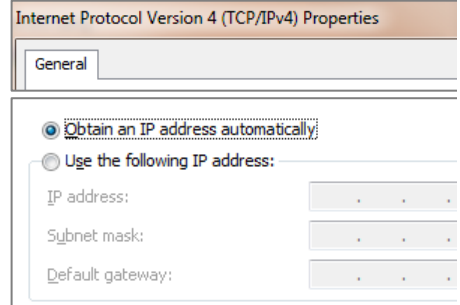 Internet Protocol Version 4 (TCP/IPv4) Properties
General
Obtain an IP address automatically
Use the following IP address:
IP address:
Subnet mask:
Default gateway: